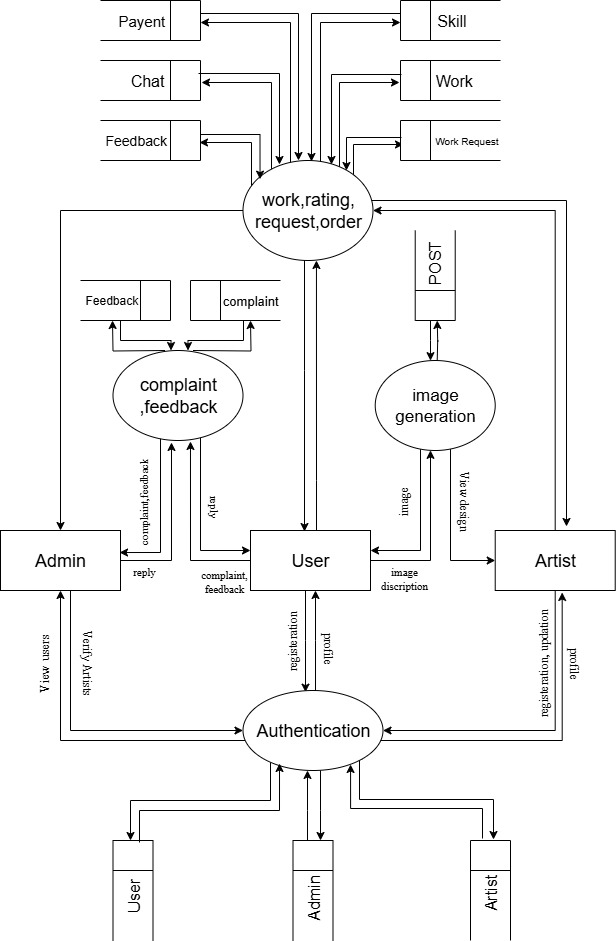 Payent
Skill
Chat
Work
Feedback
Work Request
work,rating,
request,order
POST
Feedback
complaint
complaint
,feedback
image
generation
complaint,feedback
reply
image
View design
Admin
User
Artist
reply
complaint,
feedback
image
discription
View users
Verify Artists
registeration
profile
registeration, updation
profile
Authentication
User
Admin
Artist